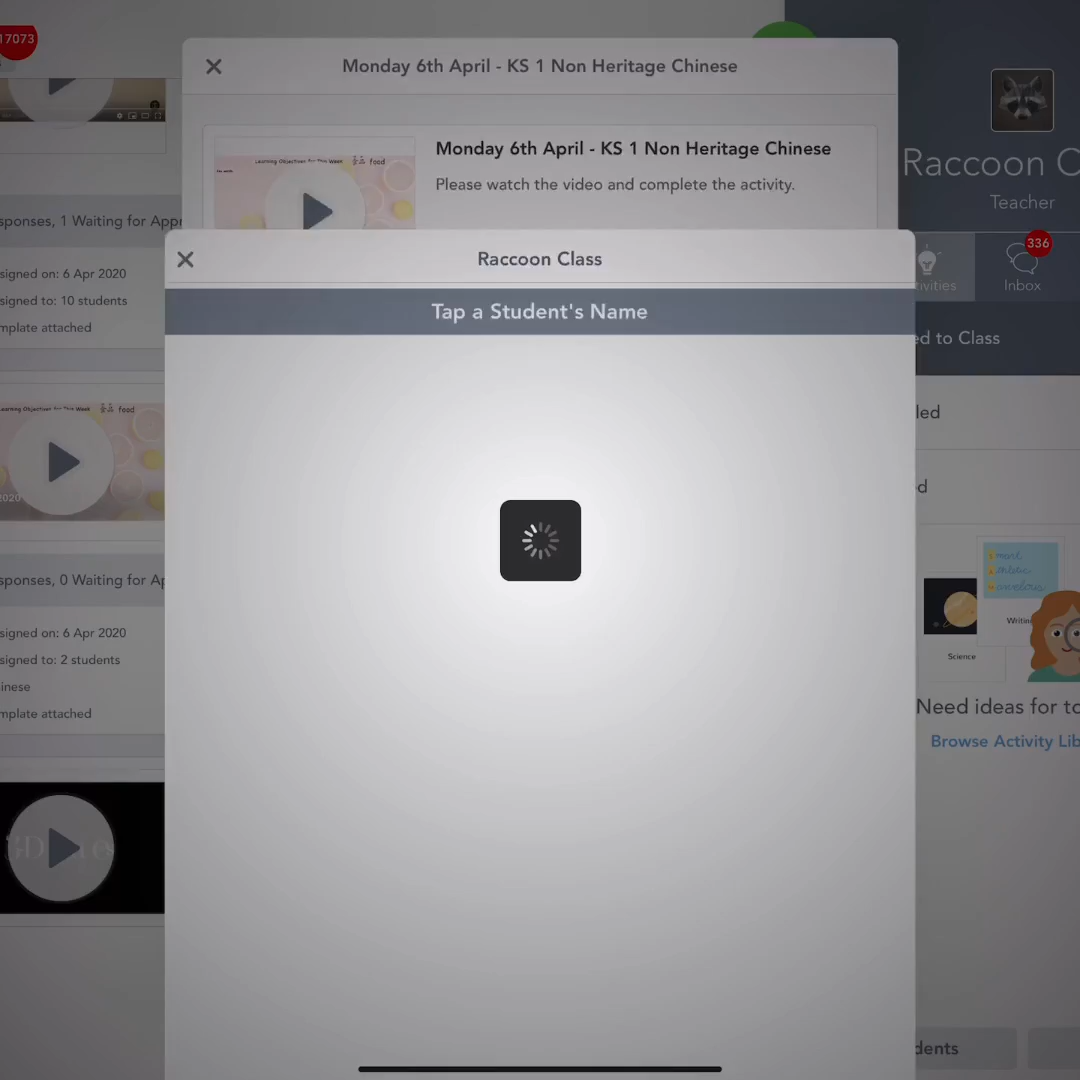 17073
Monday 6th April - KS 1 Non Heritage Chinese
Monday 6th April - KS 1 Non Heritage Chinese
Please watch the video and complete the activity.
Learning Objectives for This Week
food
Raccoon C
Teacher
sponses, 1 Waiting for Appr
signed on: 6 Apr 2020
signed to: 10 students
mplate attached
Raccoon Class
Tap a Student's Name
tivities
336
Inbox
ed to Class
led
d
Learning Objectives for This Week
food
2020
sponses, 0 Waiting for Ap
signed on: 6 Apr 2020
signed to: 2 students
inese
mplate attached
Science
Writin
Need ideas for to
Browse Activity Lib
dents